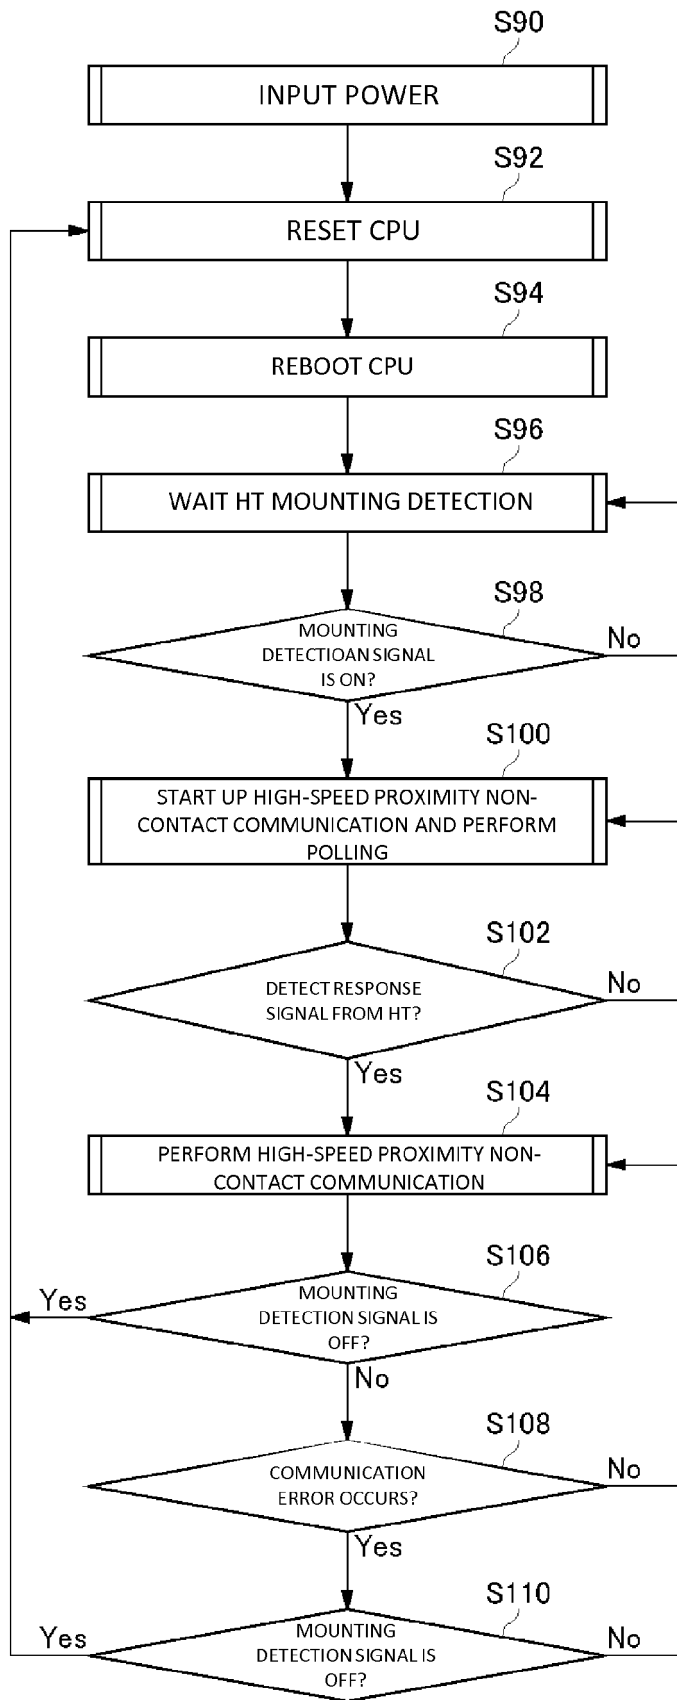 S90
INPUT POWER
S92
RESET CPU
S94
REBOOT CPU
S96
WAIT HT MOUNTING DETECTION
S98
MOUNTING
DETECTIOAN SIGNAL
IS ON?
No
Yes
S100
START UP HIGH-SPEED PROXIMITY NON-
CONTACT COMMUNICATION AND PERFORM
POLLING
S102
DETECT RESPONSE
SIGNAL FROM HT?
No
Yes
S104
PERFORM HIGH-SPEED PROXIMITY NON-
CONTACT COMMUNICATION
S106
Yes
MOUNTING
DETECTION SIGNAL IS
OFF?
No
S108
COMMUNICATION
ERROR OCCURS?
No
Yes
S110
Yes
MOUNTING
DETECTION SIGNAL IS
OFF?
No